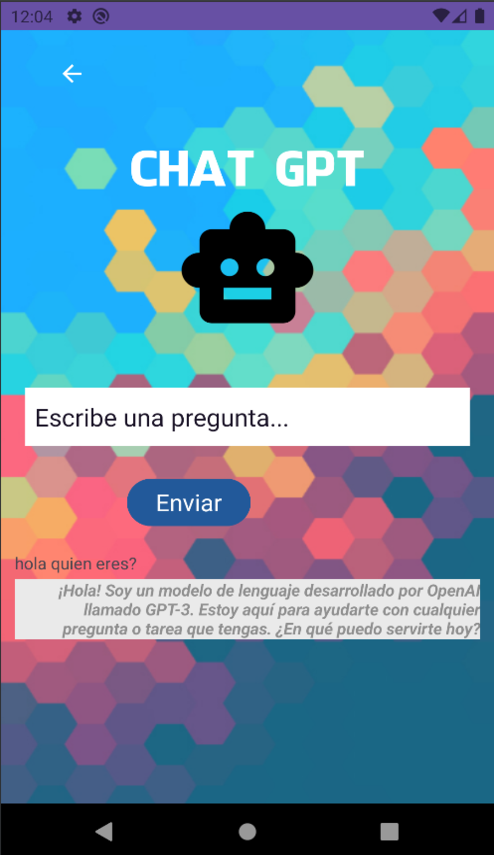 12:04
CHAT GPT
Escribe una pregunta...
Enviar
hola quien eres?
¡Hola! Soy un modelo de lenguaje desarrollado por OpenAI
llamado GPT-3. Estoy aquí para ayudarte con cualquier
pregunta o tarea que tengas. ¿En qué puedo servirte hoy?